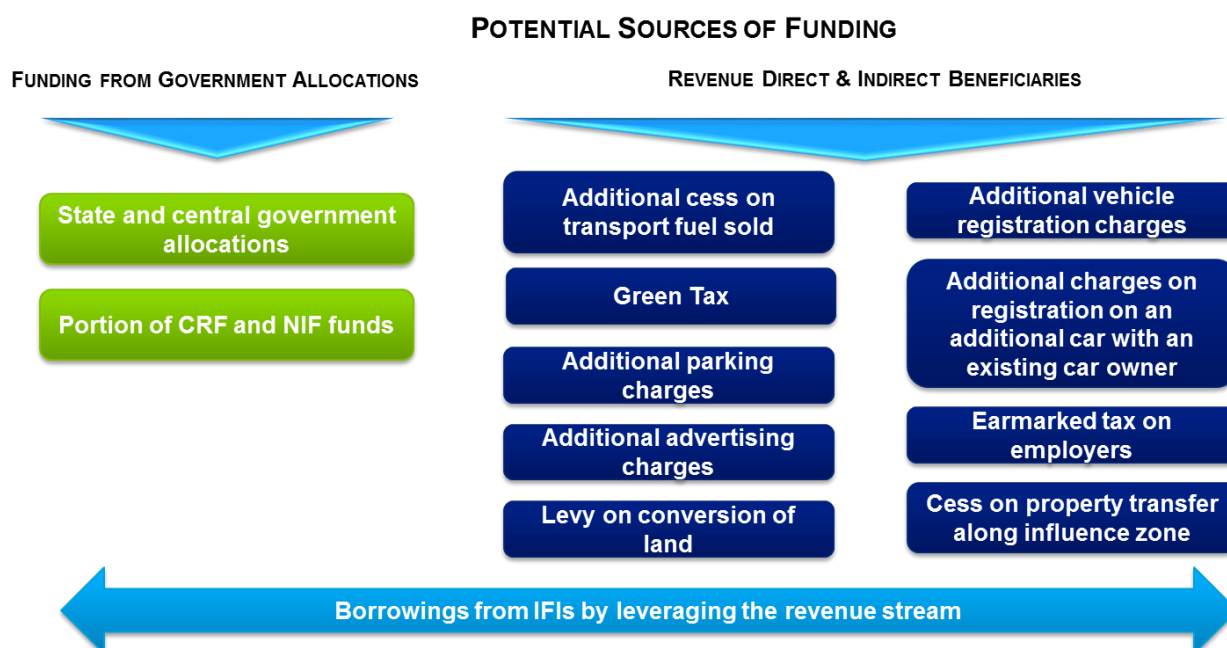 POTENTIAL SOURCES OF FUNDING
FUNDING FROM GOVERNMENT ALLOCATIONS
State and central government
allocations
Portion of CRF and NIF funds
REVENUE DIRECT & INDIRECT BENEFICIARIES
Additional cess on
transport fuel sold
Green Tax
Additional parking
charges
Additional advertising
charges
Levy on conversion of
land
Additional vehicle
registration charges
Additional charges on
registration on an
additional car with an
existing car owner
Earmarked tax on
employers
Cess on property transfer
along influence zone
Borrowings from IFIs by leveraging the revenue stream